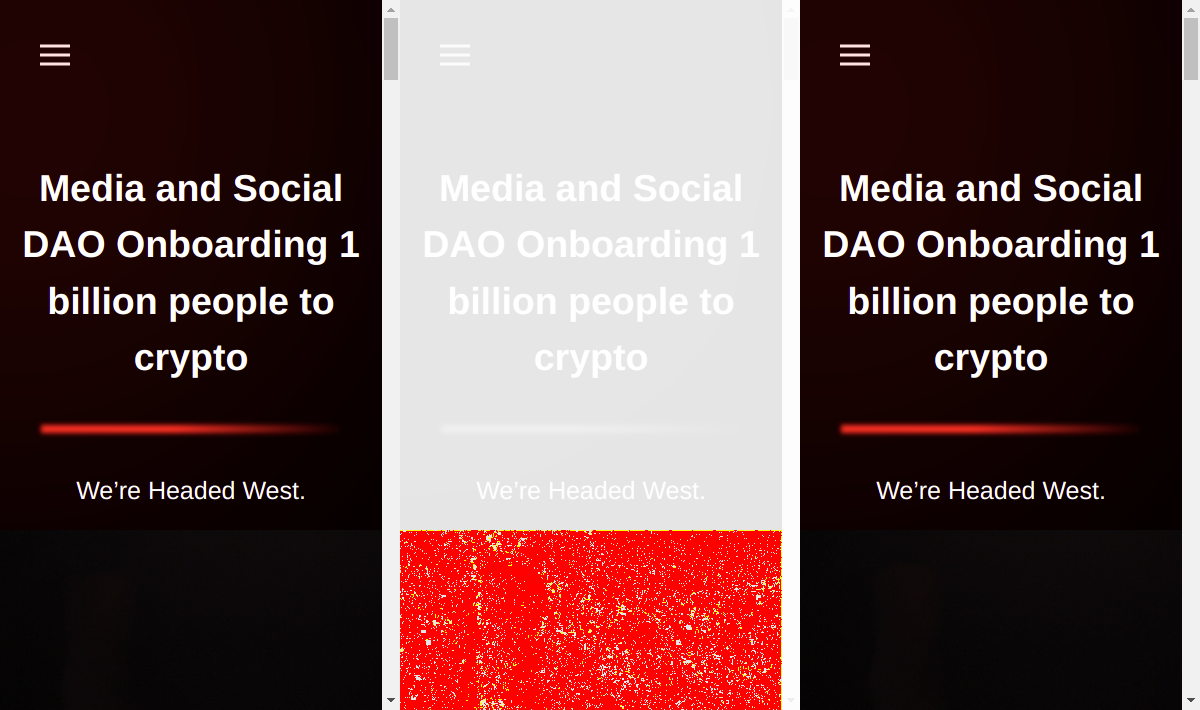 Media and Social
DAO Onboarding 1
billion people to
crypto
We’re Headed West.
Media and Social
DAO Onboarding 1
billion people to
crypto
We’re Headed West.
Media and Social
DAO Onboarding 1
billion people to
crypto
We’re Headed West.